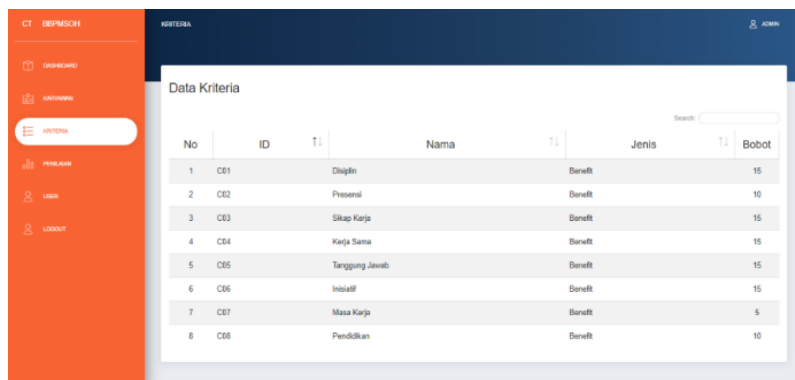 CT BBPMSOH
KRITERIA
ADMIN
DASHBOARD
KARYAWAN
KRITERIA
PENILAIAN
USER
LOGOUT
Data Kriteria
Search:
No ID Nama Jenis Bobot
1 C01 Disiplin Benefit 15
2 C02 Presensi Benefit 10
3 C03 Sikap Kerja Benefit 15
4 C04 Kerja Sama Benefit 15
5 C05 Tanggung Jawab Benefit 15
6 C06 Inisiatif Benefit 15
7 C07 Masa Kerja Benefit 5
8 C08 Pendidikan Benefit 10